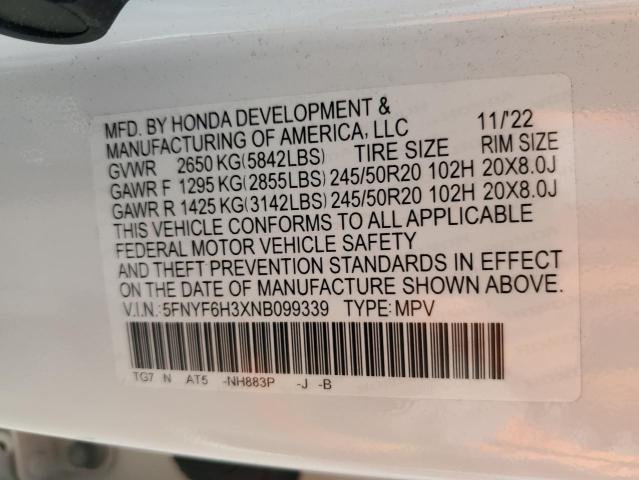 MFD. BY HONDA DEVELOPMENT &
MANUFACTURING OF AMERICA, LLC 11/'22
GVWR 2650 KG(5842LBS) TIRE SIZE RIM SIZE
GAWR F 1295 KG(2855LBS) 245/50R20 102H 20X8.0J
GAWR R 1425 KG(3142LBS) 245/50R20 102H 20X8.0J
THIS VEHICLE CONFORMS TO ALL APPLICABLE
FEDERAL MOTOR VEHICLE SAFETY
AND THEFT PREVENTION STANDARDS IN EFFECT
ON THE DATE OF MANUFACTURE SHOWN ABOVE.
V.I.N.: 5FNYF6H3XNB099339 TYPE: MPV
TG7 N AT5 -NH883P -J -B